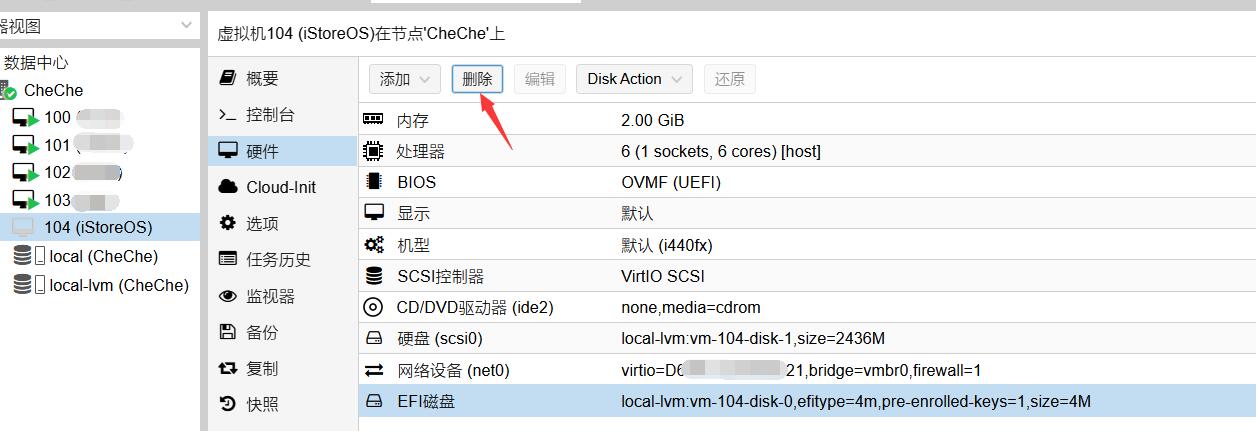 器视图
虚拟机104 (iStoreOS)在节点'CheChe'上
数据中心
CheChe
100
101
102
103
104 (iStoreOS)
local (CheChe)
local-lvm (CheChe)
概要
控制台
硬件
Cloud-Init
选项
任务历史
监视器
备份
复制
快照
添加 删除 编辑 Disk Action 还原
内存 2.00 GiB
处理器 6 (1 sockets, 6 cores) [host]
BIOS OVMF (UEFI)
显示 默认
机型 默认 (i440fx)
SCSI控制器 VirtIO SCSI
CD/DVD驱动器 (ide2) none,media=cdrom
硬盘 (scsi0) local-lvm:vm-104-disk-1,size=2436M
网络设备 (net0) virtio=D6 21,bridge=vmbr0,firewall=1
EFI磁盘 local-lvm:vm-104-disk-0,efitype=4m,pre-enrolled-keys=1,size=4M